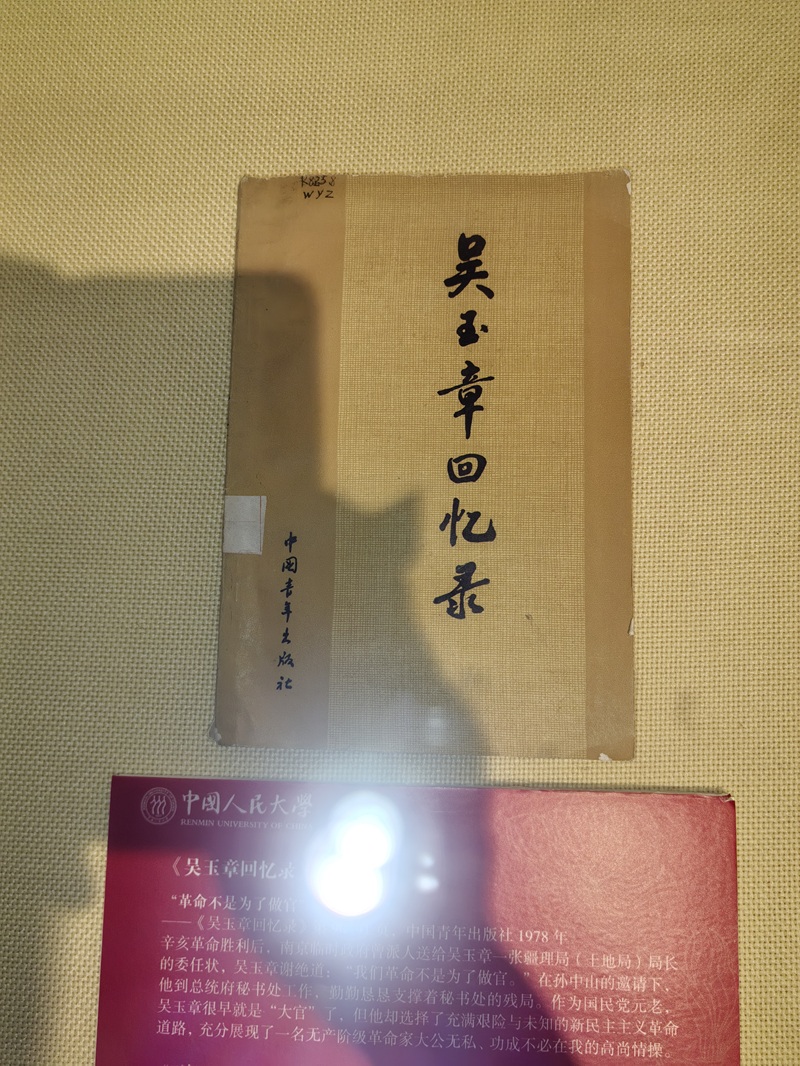 K825.8
WYZ
吴玉章回忆录
中国青年出版社
中國人民大學
RENMIN UNIVERSITY OF CHINA
《吴玉章回忆录
“革命不是为了做官
——《吴玉章回忆录 中国青年出版社 1978 年
辛亥革命胜利后，南京临时政府曾派人送给吴玉章一张疆理局（土地局）局长
的委任状，吴玉章谢绝道：“我们革命不是为了做官。”在孙中山的邀请下，
他到总统府秘书处工作，勤勤恳恳支撑着秘书处的残局。作为国民党元老，
吴玉章很早就是“大官”了，但他却选择了充满艰险与未知的新民主主义革命
道路，充分展现了一名无产阶级革命家大公无私、功成不必在我的高尚情操。